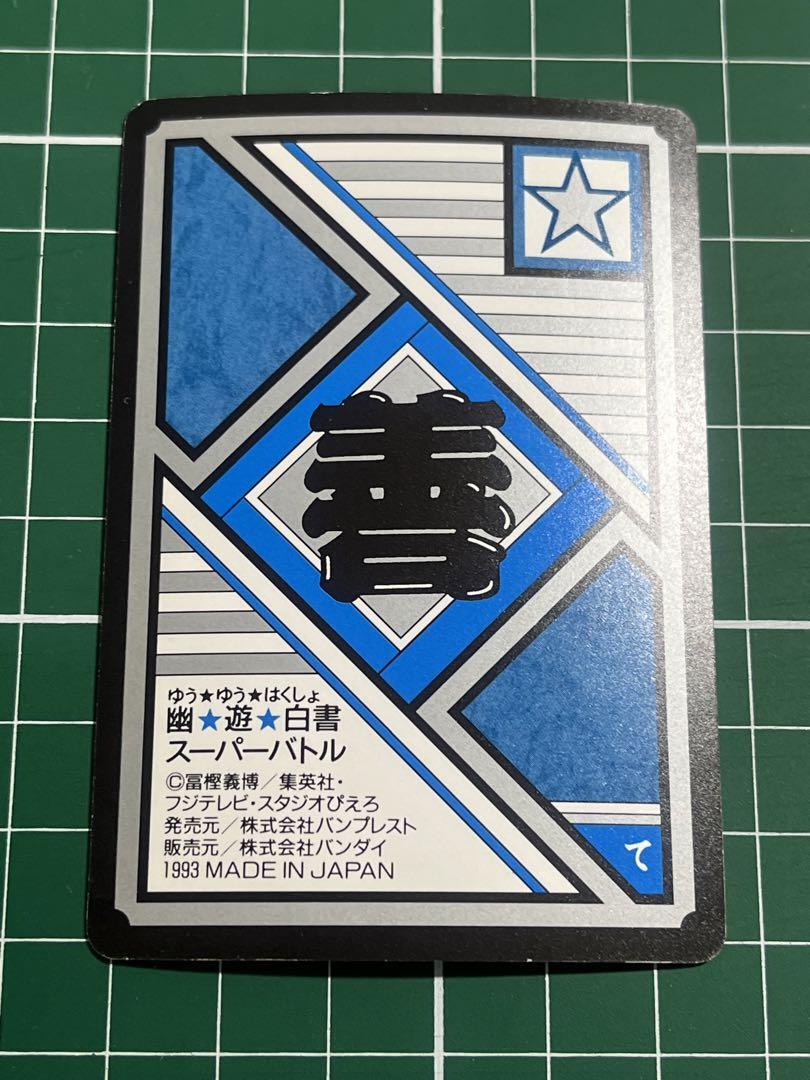 書
ゆう★ゆう★はくしょ
幽★遊★白書
スーパーバトル
©冨樫義博／集英社・
フジテレビ・スタジオぴえろ
発売元／株式会社バンプレスト
販売元／株式会社バンダイ
1993 MADE IN JAPAN
て